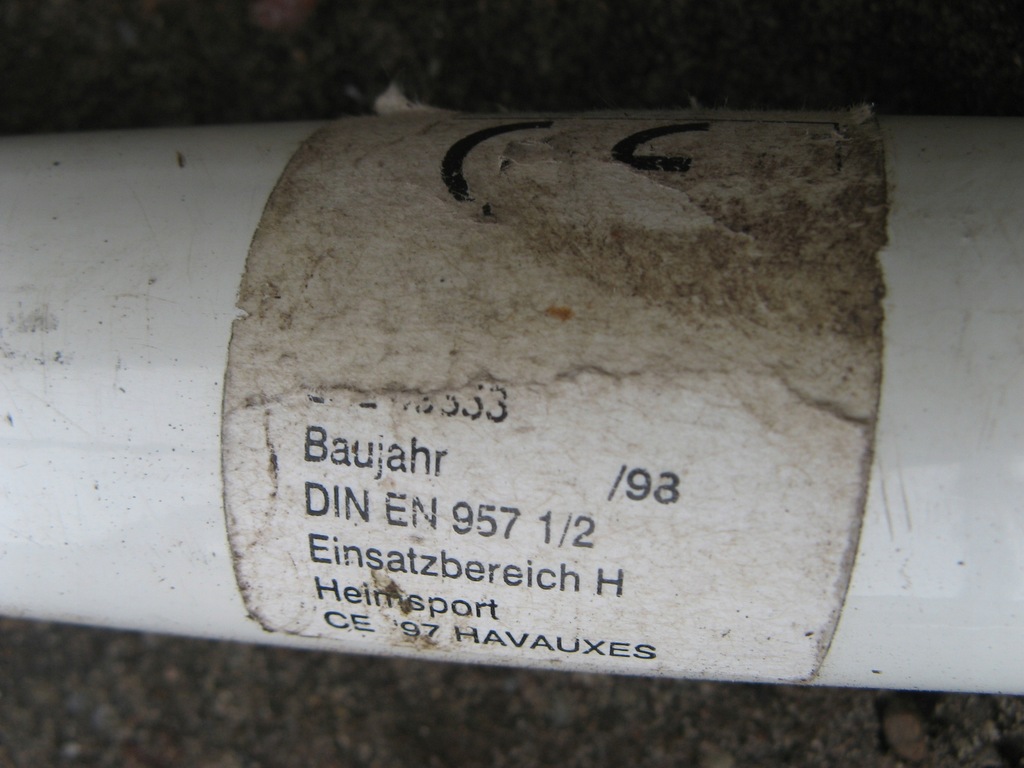 CE
Baujahr /98
DIN EN 957 1/2
Einsatzbereich H
Heimsport
CE '97 HAVAUXES